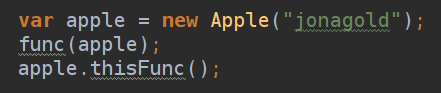 var apple = new Apple("jonagold");
func(apple);
apple.thisFunc();